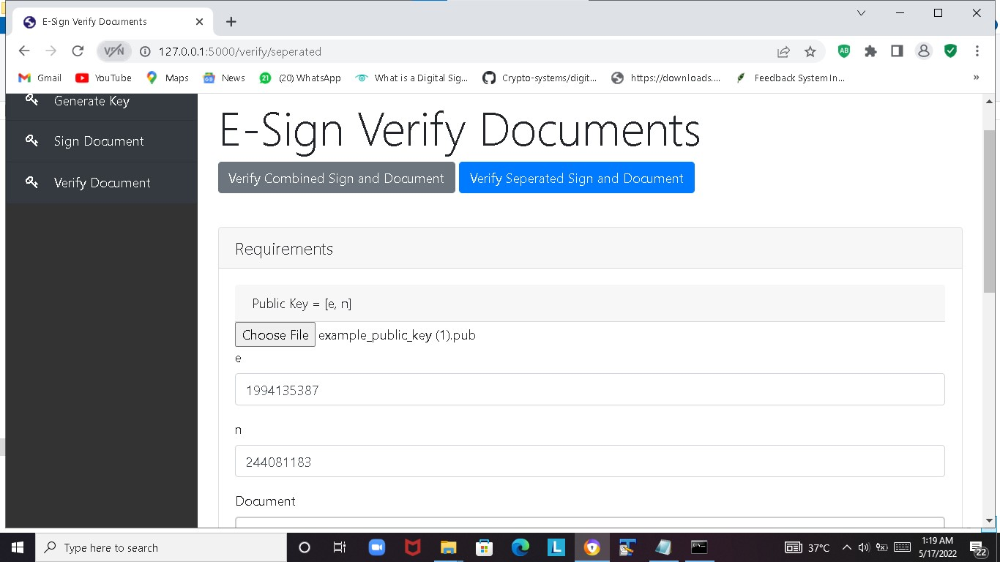 E-Sign Verify Documents
127.0.0.1:5000/verify/seperated
AB
Gmail
YouTube
Maps
News
21
(20) WhatsApp
What is a Digital Sig...
Crypto-systems/digit...
https://downloads....
Feedback System In...
»
Generate Key
Sign Document
Verify Document
E-Sign Verify Documents
Verify Combined Sign and Document
Verify Seperated Sign and Document
Requirements
Public Key = [e, n]
Choose File example_public_key (1).pub
e
1994135387
n
244081183
Document
Type here to search
L
37°C
1:19 AM
5/17/2022
22